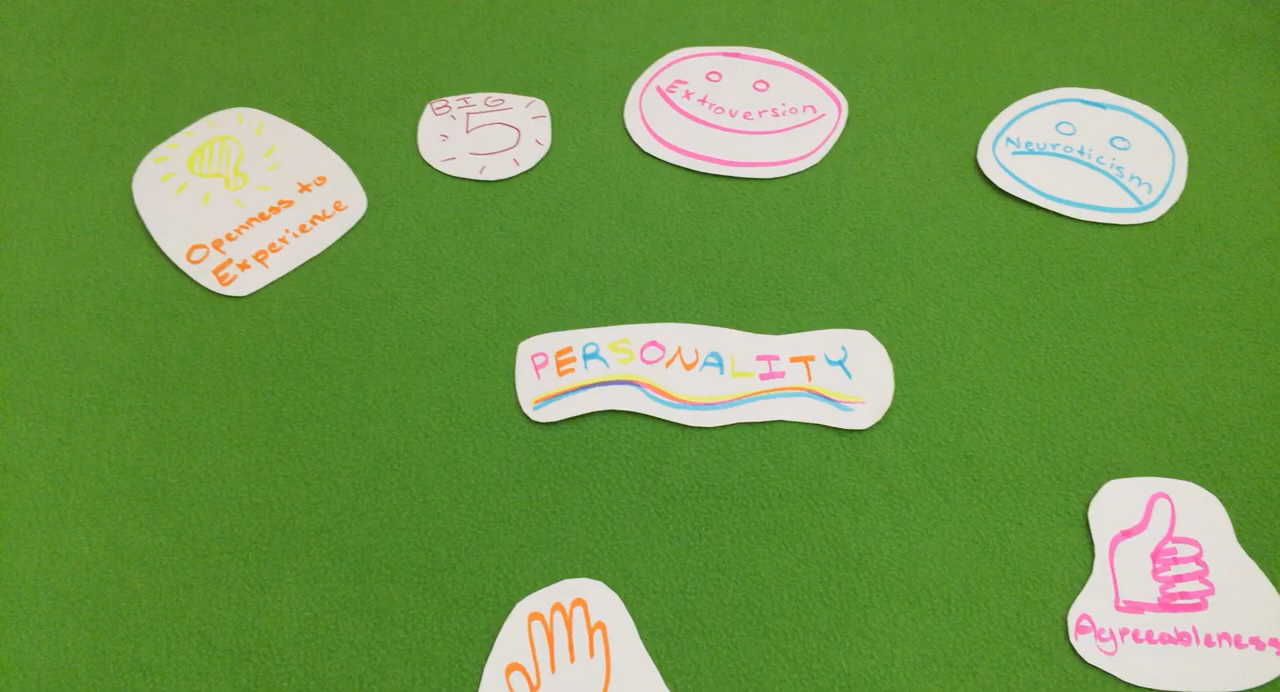 BIG
5
Extroversion
Neuroticism
Openness to
Experience
PERSONALITY
Agreeableness